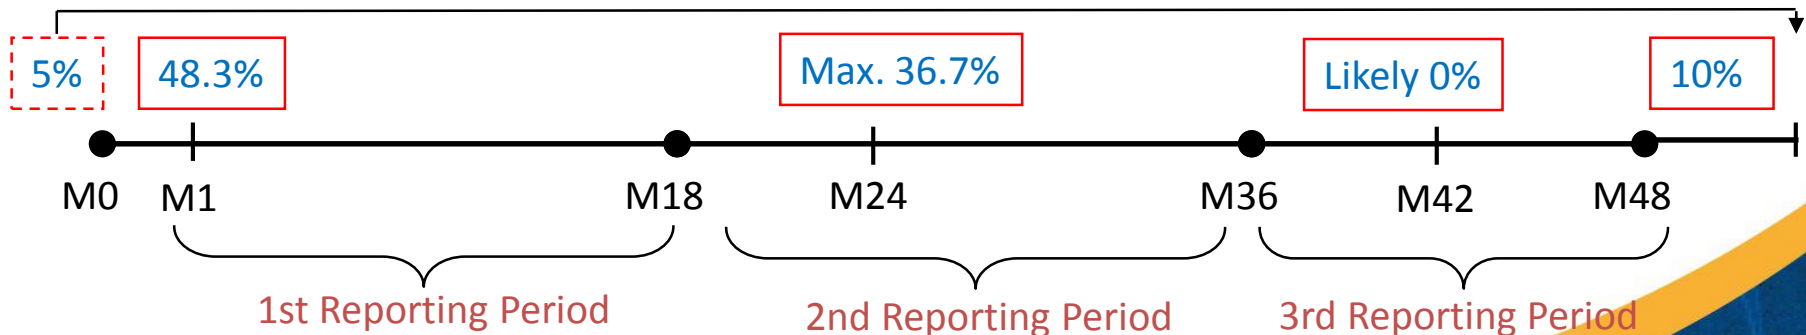 5% 48.3% Max. 36.7% Likely 0% 10%
M0 M1 M18 M24 M36 M42 M48
1st Reporting Period 2nd Reporting Period 3rd Reporting Period